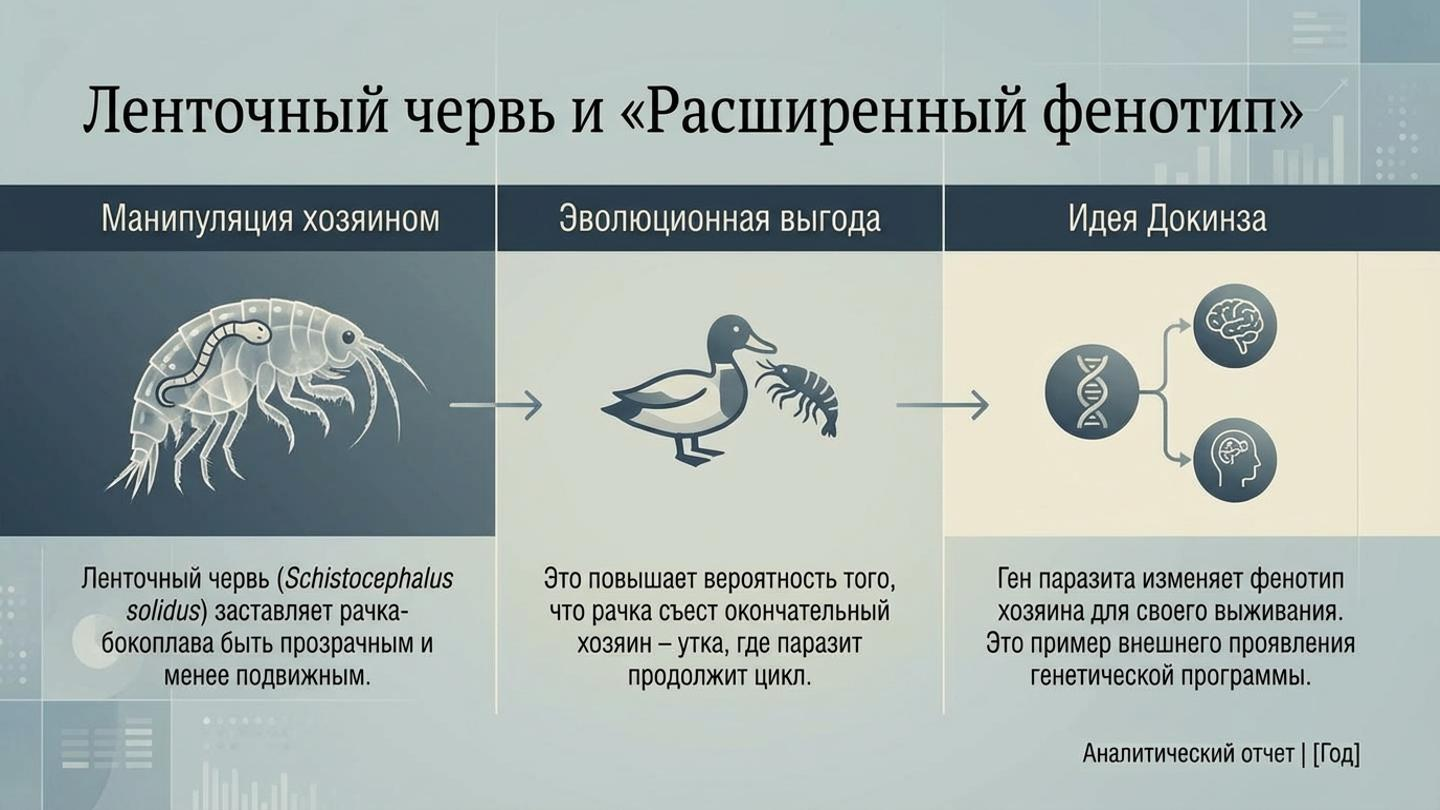 Ленточный червь и «Расширенный фенотип»
Манипуляция хозяином
Эволюционная выгода
Идея Докинза
Ленточный червь (Schistocephalus
solidus) заставляет рачка-
бокоплава быть прозрачным и
менее подвижным.
Это повышает вероятность того,
что рачка съест окончательный
хозяин – утка, где паразит
продолжит цикл.
Ген паразита изменяет фенотип
хозяина для своего выживания.
Это пример внешнего проявления
генетической программы.
Аналитический отчет | [Год]